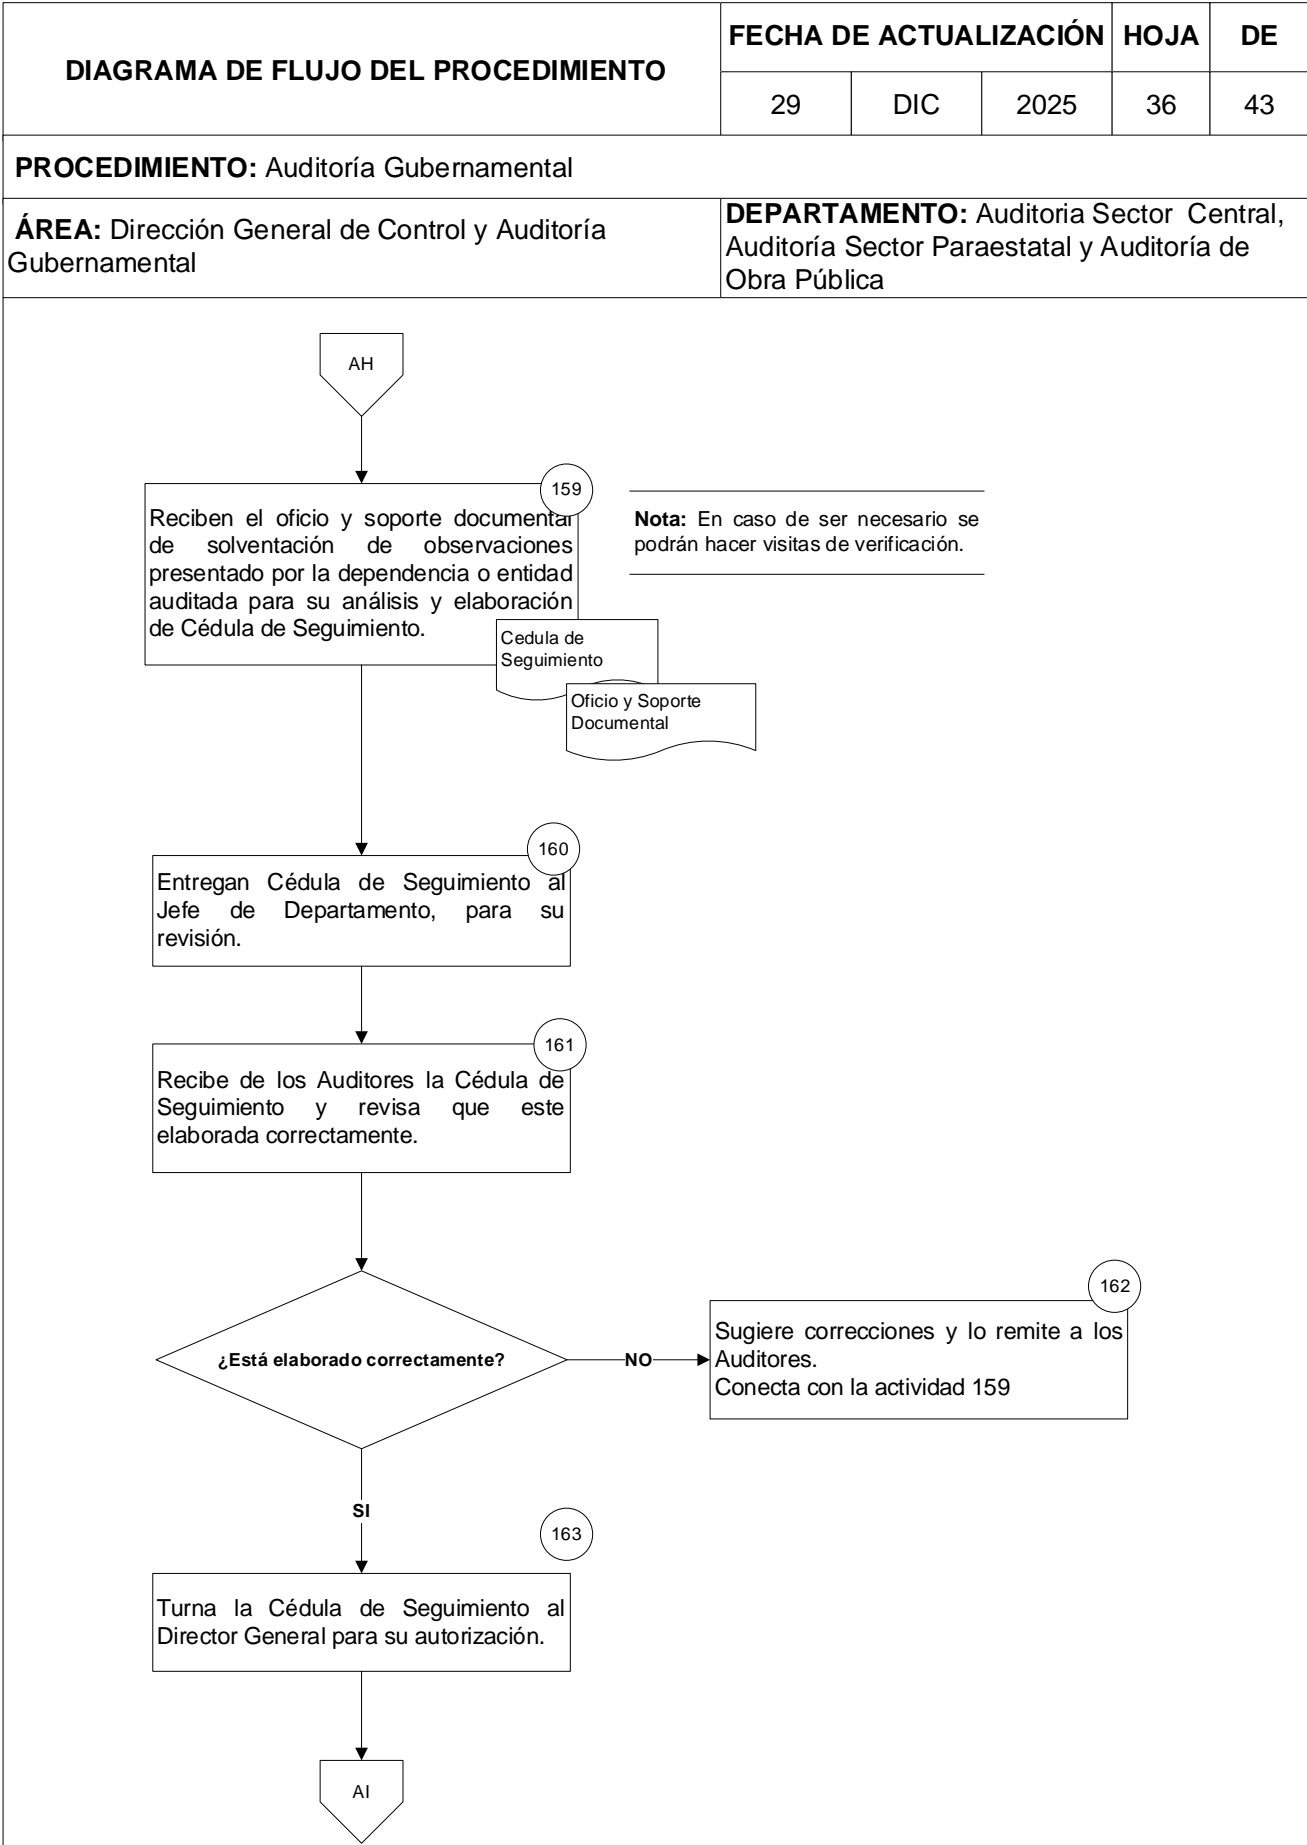 DIAGRAMA DE FLUJO DEL PROCEDIMIENTO
FECHA DE ACTUALIZACIÓN HOJA DE
29 DIC 2025 36 43
PROCEDIMIENTO: Auditoría Gubernamental
ÁREA: Dirección General de Control y Auditoría
Gubernamental
DEPARTAMENTO: Auditoria Sector Central,
Auditoría Sector Paraestatal y Auditoría de
Obra Pública
AH
159
Reciben el oficio y soporte documental
de solventación de observaciones
presentado por la dependencia o entidad
auditada para su análisis y elaboración
de Cédula de Seguimiento.
Nota: En caso de ser necesario se
podrán hacer visitas de verificación.
Cedula de
Seguimiento
Oficio y Soporte
Documental
160
Entregan Cédula de Seguimiento al
Jefe de Departamento, para su
revisión.
161
Recibe de los Auditores la Cédula de
Seguimiento y revisa que este
elaborada correctamente.
¿Está elaborado correctamente?
NO
162
Sugiere correcciones y lo remite a los
Auditores.
Conecta con la actividad 159
SI
163
Turna la Cédula de Seguimiento al
Director General para su autorización.
AI